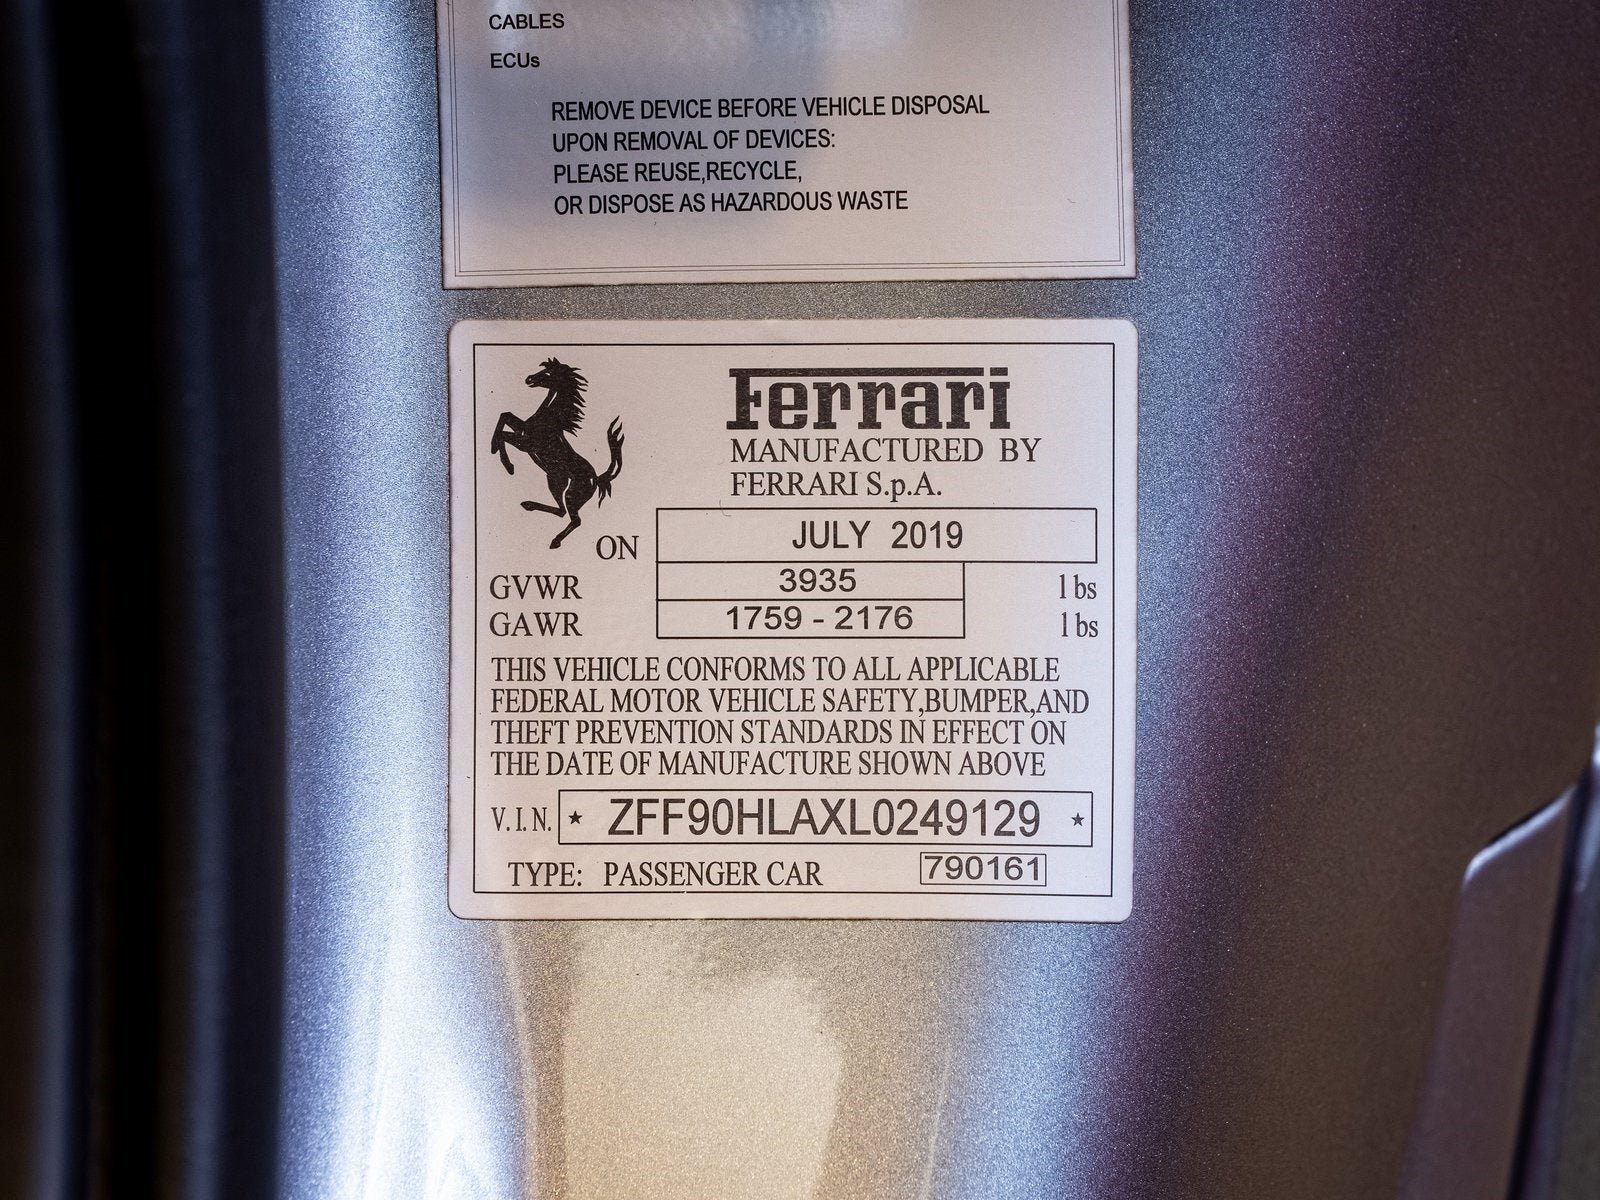 CABLES
ECUs
REMOVE DEVICE BEFORE VEHICLE DISPOSAL
UPON REMOVAL OF DEVICES:
PLEASE REUSE,RECYCLE,
OR DISPOSE AS HAZARDOUS WASTE
Ferrari
MANUFACTURED BY
FERRARI S.p.A.
ON JULY 2019
GVWR 3935 lbs
GAWR 1759 - 2176 lbs
THIS VEHICLE CONFORMS TO ALL APPLICABLE
FEDERAL MOTOR VEHICLE SAFETY,BUMPER,AND
THEFT PREVENTION STANDARDS IN EFFECT ON
THE DATE OF MANUFACTURE SHOWN ABOVE
V.I.N. ★ ZFF90HLAXL0249129 ★
TYPE: PASSENGER CAR 790161